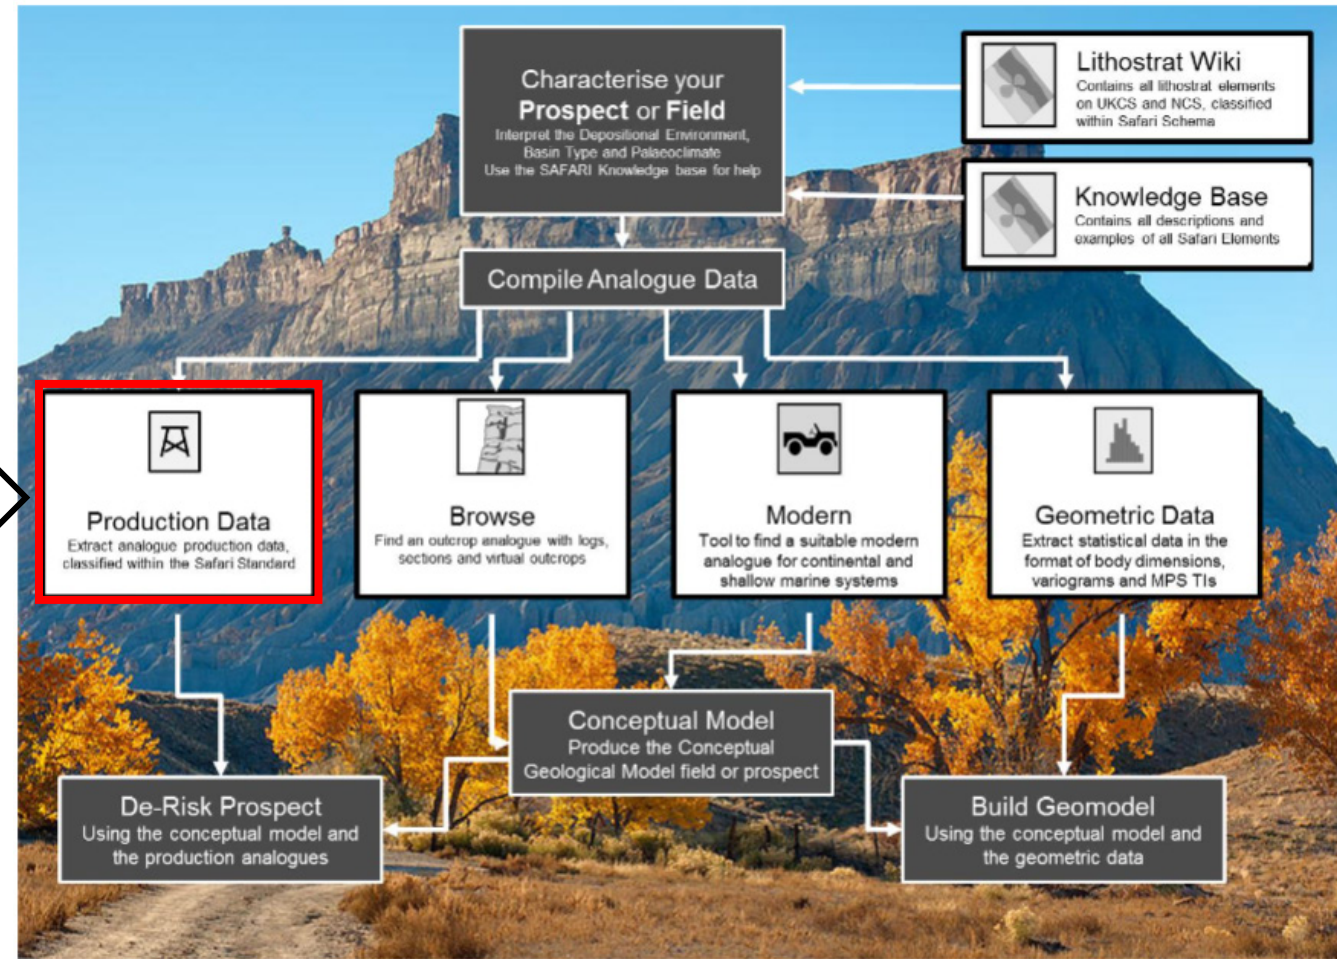 Characterise your
Prospect or Field
Interpret the Depositional Environment,
Basin Type and Palaeoclimate
Use the SAFARI Knowledge base for help
Lithostrat Wiki
Contains all lithostrat elements
on UKCS and NCS, classified
within Safari Schema
Knowledge Base
Contains all descriptions and
examples of all Safari Elements
Compile Analogue Data
Production Data
Extract analogue production data,
classified within the Safari Standard
Browse
Find an outcrop analogue with logs,
sections and virtual outcrops
Modern
Tool to find a suitable modern
analogue for continental and
shallow marine systems
Geometric Data
Extract statistical data in the
format of body dimensions,
variograms and MPS TIs
Conceptual Model
Produce the Conceptual
Geological Model field or prospect
De-Risk Prospect
Using the conceptual model and
the production analogues
Build Geomodel
Using the conceptual model and
the geometric data